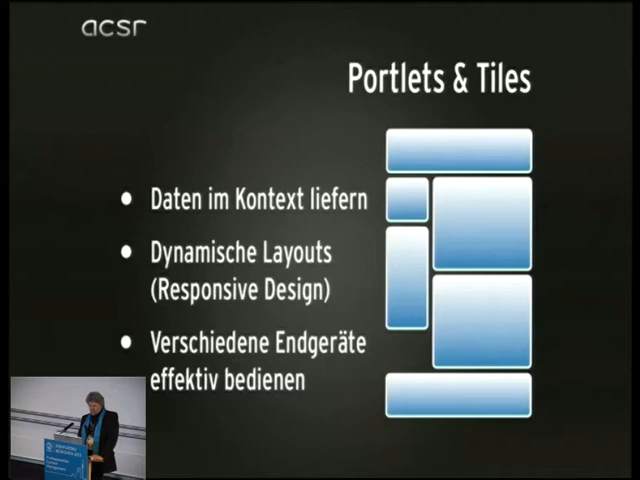 acsr
Portlets & Tiles
• Daten im Kontext liefern
• Dynamische Layouts
(Responsive Design)
• Verschiedene Endgeräte
effektiv bedienen